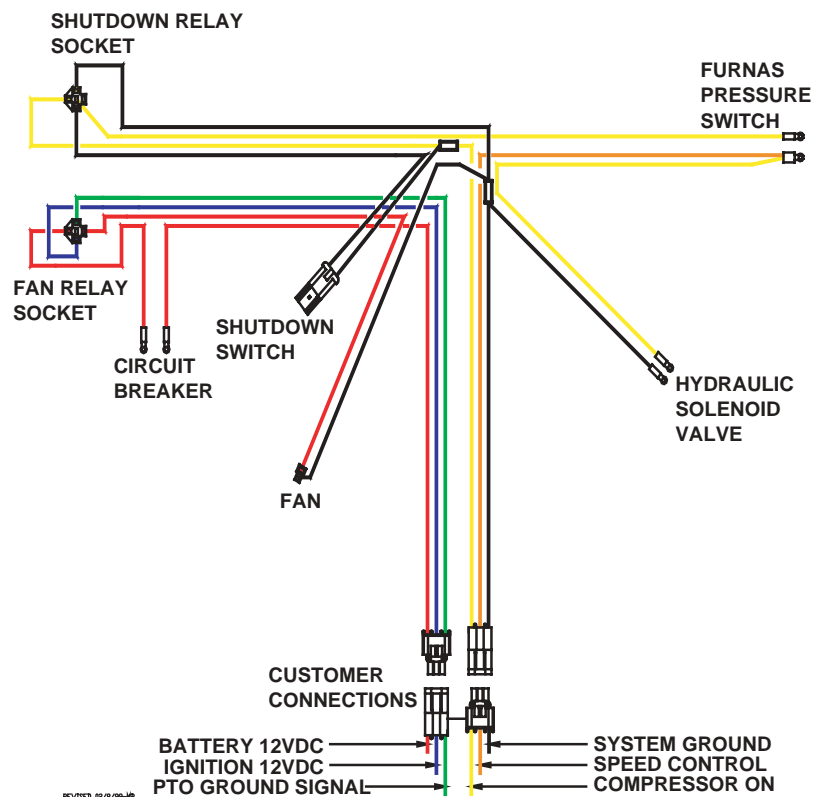 SHUTDOWN RELAY
SOCKET
FURNAS
PRESSURE
SWITCH
FAN RELAY
SOCKET
SHUTDOWN
SWITCH
CIRCUIT
BREAKER
HYDRAULIC
SOLENOID
VALVE
FAN
CUSTOMER
CONNECTIONS
BATTERY 12VDC
SYSTEM GROUND
IGNITION 12VDC
SPEED CONTROL
PTO GROUND SIGNAL
COMPRESSOR ON
REVISED